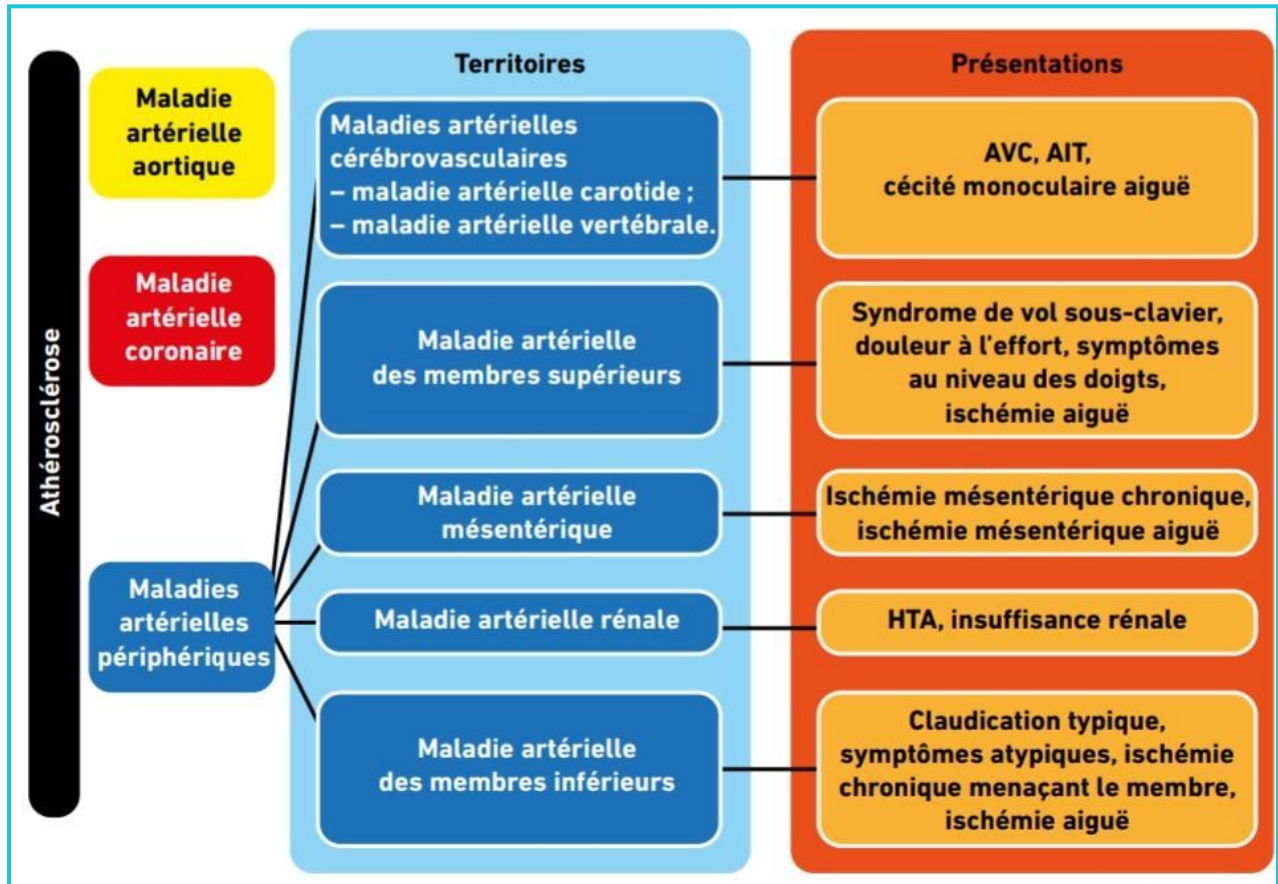 Athérosclérose
Maladie
artérielle
aortique
Maladie
artérielle
coronaire
Maladies
artérielles
périphériques
Territoires
Maladies artérielles
cérébrovasculaires
– maladie artérielle carotide ;
– maladie artérielle vertébrale.
Maladie artérielle
des membres supérieurs
Maladie artérielle
mésentérique
Maladie artérielle rénale
Maladie artérielle
des membres inférieurs
Présentations
AVC, AIT,
cécité monoculaire aiguë
Syndrome de vol sous-clavier,
douleur à l'effort, symptômes
au niveau des doigts,
ischémie aiguë
Ischémie mésentérique chronique,
ischémie mésentérique aiguë
HTA, insuffisance rénale
Claudication typique,
symptômes atypiques, ischémie
chronique menaçant le membre,
ischémie aiguë